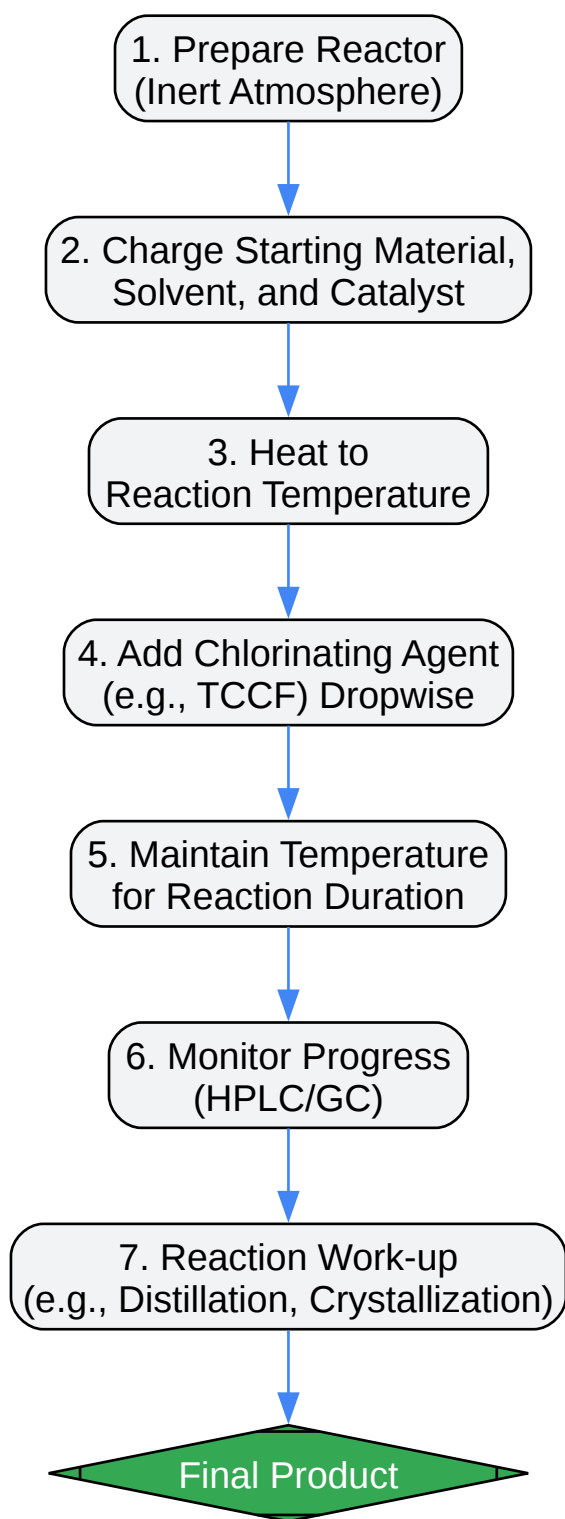 1. Prepare Reactor
(Inert Atmosphere)
2. Charge Starting Material,
Solvent, and Catalyst
3. Heat to
Reaction Temperature
4. Add Chlorinating Agent
(e.g., TCCF) Dropwise
5. Maintain Temperature
for Reaction Duration
6. Monitor Progress
(HPLC/GC)
7. Reaction Work-up
(e.g., Distillation, Crystallization)
Final Product